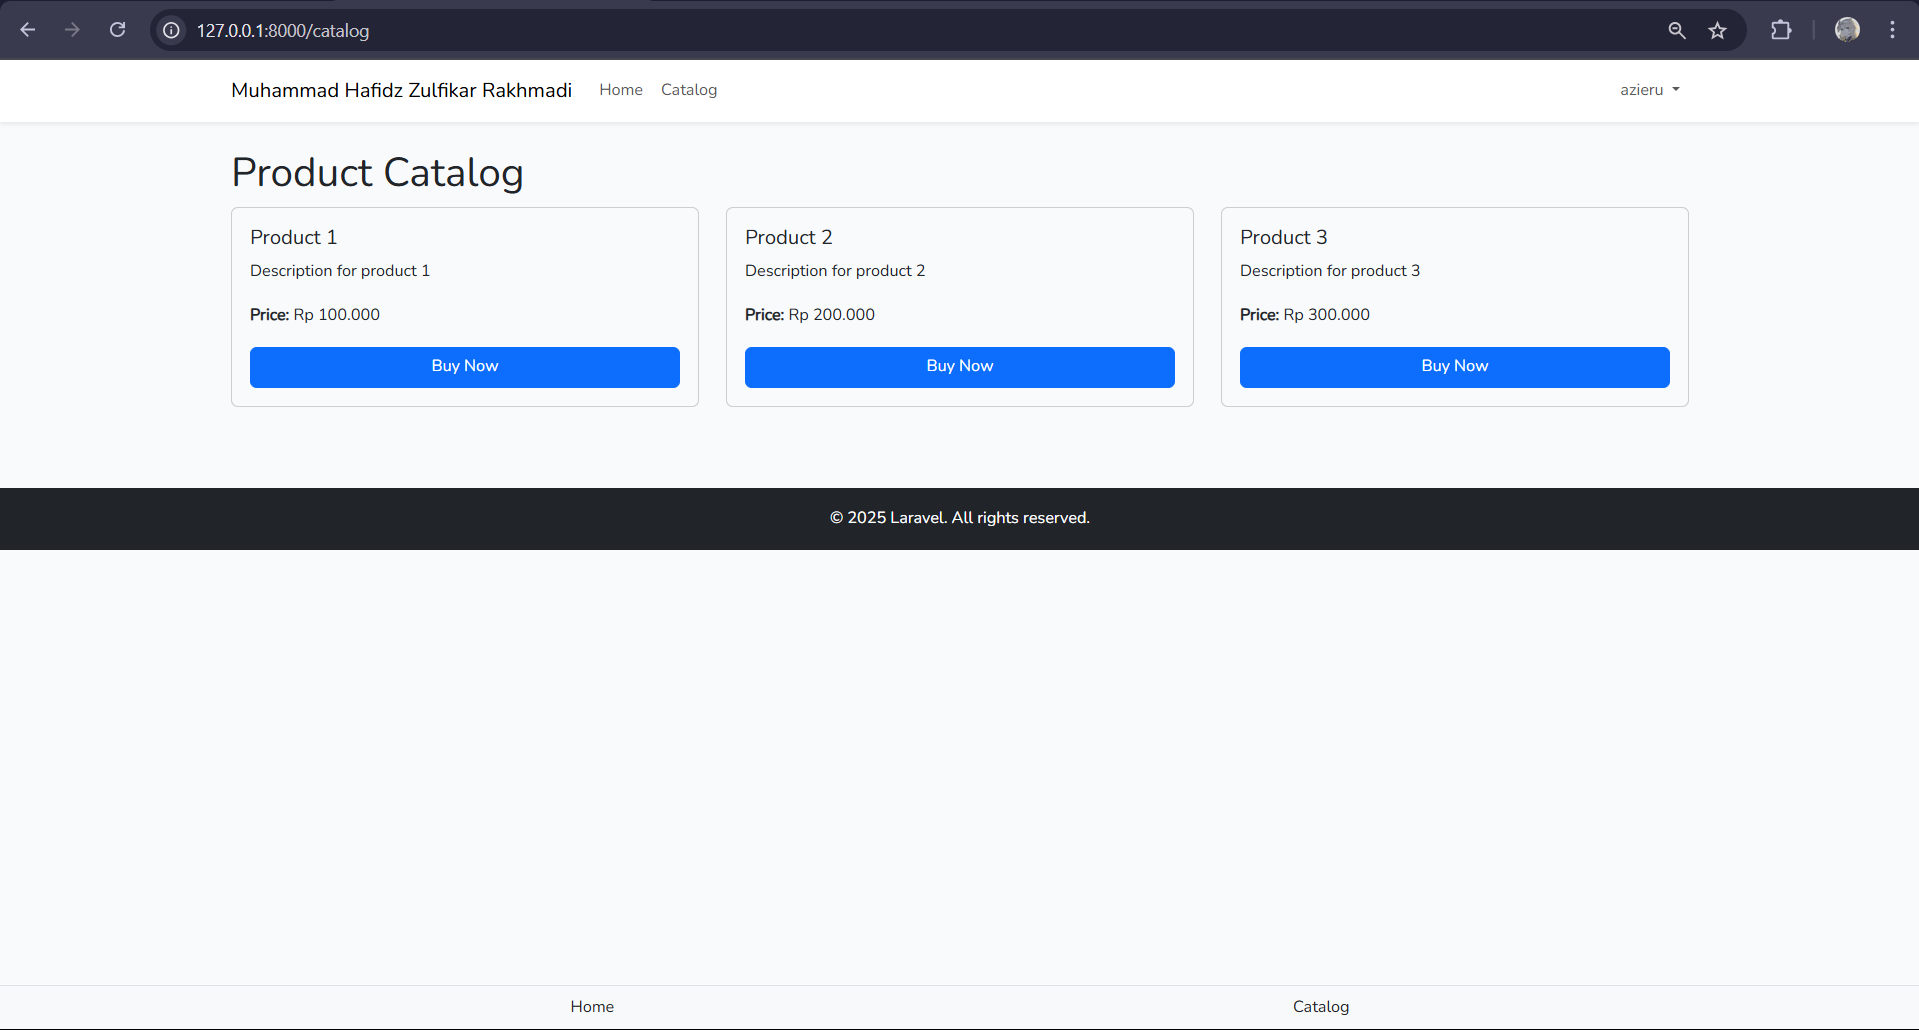 127.0.0.1:8000/catalog
Muhammad Hafidz Zulfikar Rakhmadi Home Catalog azieru
Product Catalog
Product 1
Description for product 1
Price: Rp 100.000
Buy Now
Product 2
Description for product 2
Price: Rp 200.000
Buy Now
Product 3
Description for product 3
Price: Rp 300.000
Buy Now
© 2025 Laravel. All rights reserved.
Home Catalog